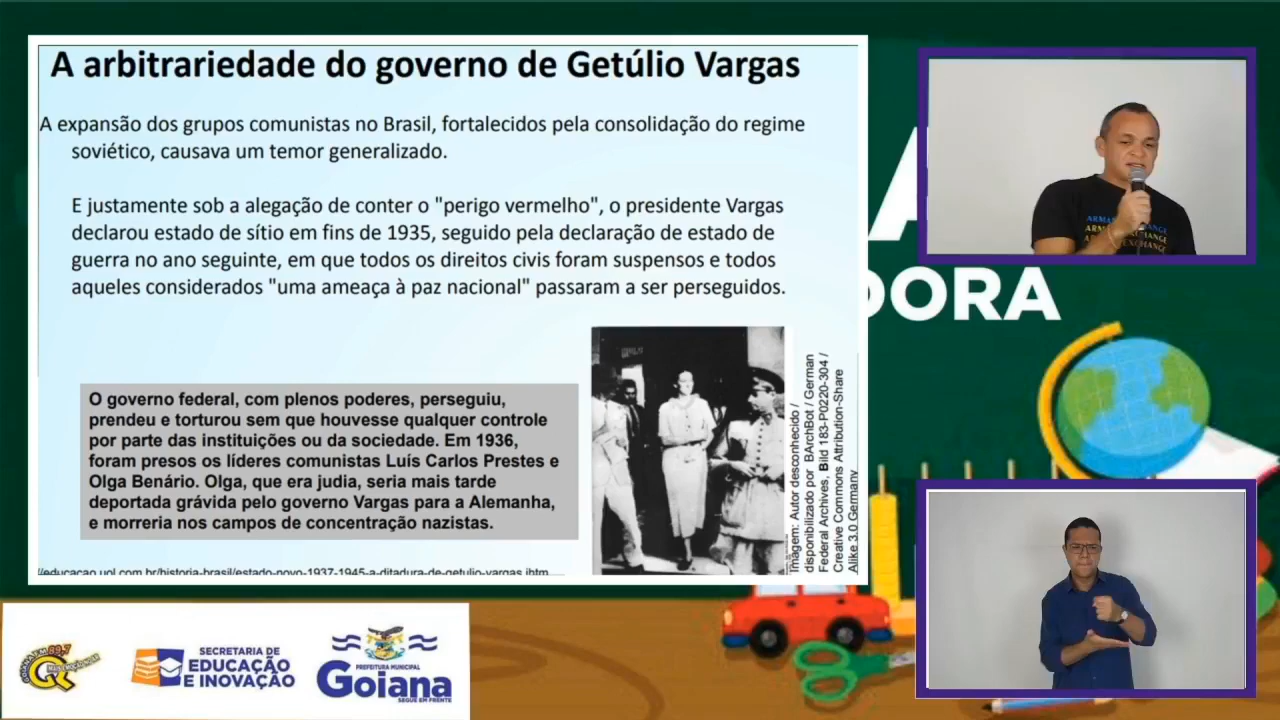 A arbitrariedade do governo de Getúlio Vargas
A expansão dos grupos comunistas no Brasil, fortalecidos pela consolidação do regime
soviético, causava um temor generalizado.
E justamente sob a alegação de conter o "perigo vermelho", o presidente Vargas
declarou estado de sítio em fins de 1935, seguido pela declaração de estado de
guerra no ano seguinte, em que todos os direitos civis foram suspensos e todos
aqueles considerados "uma ameaça à paz nacional" passaram a ser perseguidos.
O governo federal, com plenos poderes, perseguiu,
prendeu e torturou sem que houvesse qualquer controle
por parte das instituições ou da sociedade. Em 1936,
foram presos os líderes comunistas Luís Carlos Prestes e
Olga Benário. Olga, que era judia, seria mais tarde
deportada grávida pelo governo Vargas para a Alemanha,
e morreria nos campos de concentração nazistas.
Imagem: Autor desconhecido /
disponibilizado por BArchBot / German
Federal Archives, Bild 183-P0220-304 /
Creative Commons Attribution-Share
Alike 3.0 Germany
/educacao.uol.com.br/historia-brasil/estado-novo-1937-1945-a-ditadura-de-getulio-vargas.jhtm
A
DORA
EXCHANGE
GOIANA FM 89,7
SECRETARIA DE
EDUCAÇÃO
E INOVAÇÃO
PREFEITURA MUNICIPAL
Goiana
SEGUE EM FRENTE